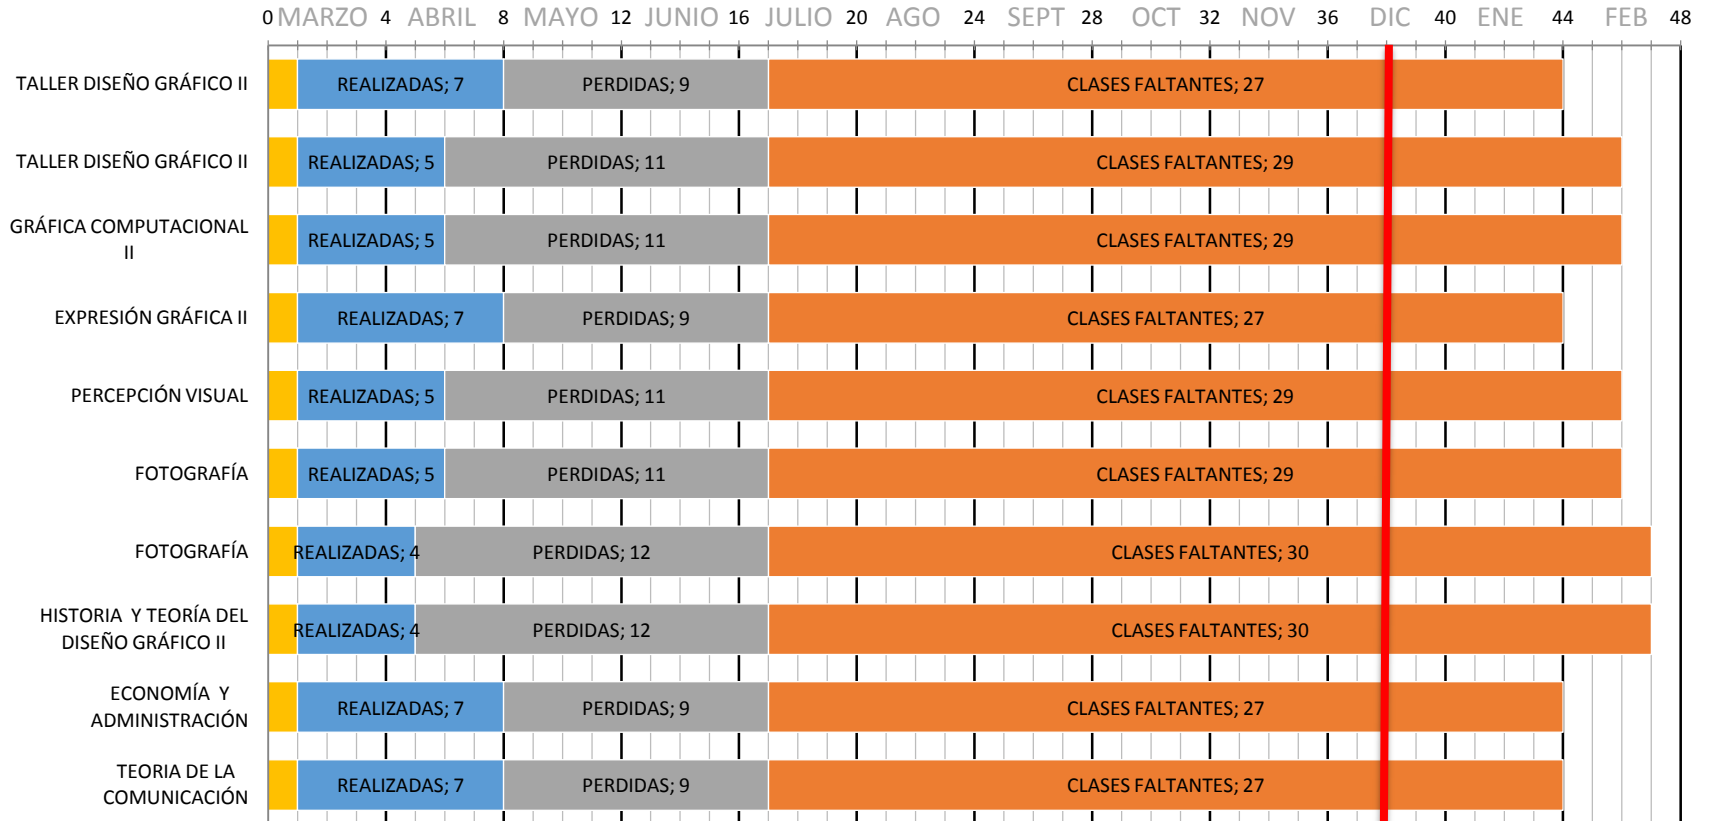 0 MARZO 4 ABRIL 8 MAYO 12 JUNIO 16 JULIO 20 AGO 24 SEPT 28 OCT 32 NOV 36 DIC 40 ENE 44 FEB 48
TALLER DISEÑO GRÁFICO II REALIZADAS; 7 PERDIDAS; 9 CLASES FALTANTES; 27
TALLER DISEÑO GRÁFICO II REALIZADAS; 5 PERDIDAS; 11 CLASES FALTANTES; 29
GRÁFICA COMPUTACIONAL
II
REALIZADAS; 5 PERDIDAS; 11 CLASES FALTANTES; 29
EXPRESIÓN GRÁFICA II REALIZADAS; 7 PERDIDAS; 9 CLASES FALTANTES; 27
PERCEPCIÓN VISUAL REALIZADAS; 5 PERDIDAS; 11 CLASES FALTANTES; 29
FOTOGRAFÍA REALIZADAS; 5 PERDIDAS; 11 CLASES FALTANTES; 29
FOTOGRAFÍA REALIZADAS; 4 PERDIDAS; 12 CLASES FALTANTES; 30
HISTORIA Y TEORÍA DEL
DISEÑO GRÁFICO II
REALIZADAS; 4 PERDIDAS; 12 CLASES FALTANTES; 30
ECONOMÍA Y
ADMINISTRACIÓN
REALIZADAS; 7 PERDIDAS; 9 CLASES FALTANTES; 27
TEORIA DE LA
COMUNICACIÓN
REALIZADAS; 7 PERDIDAS; 9 CLASES FALTANTES; 27